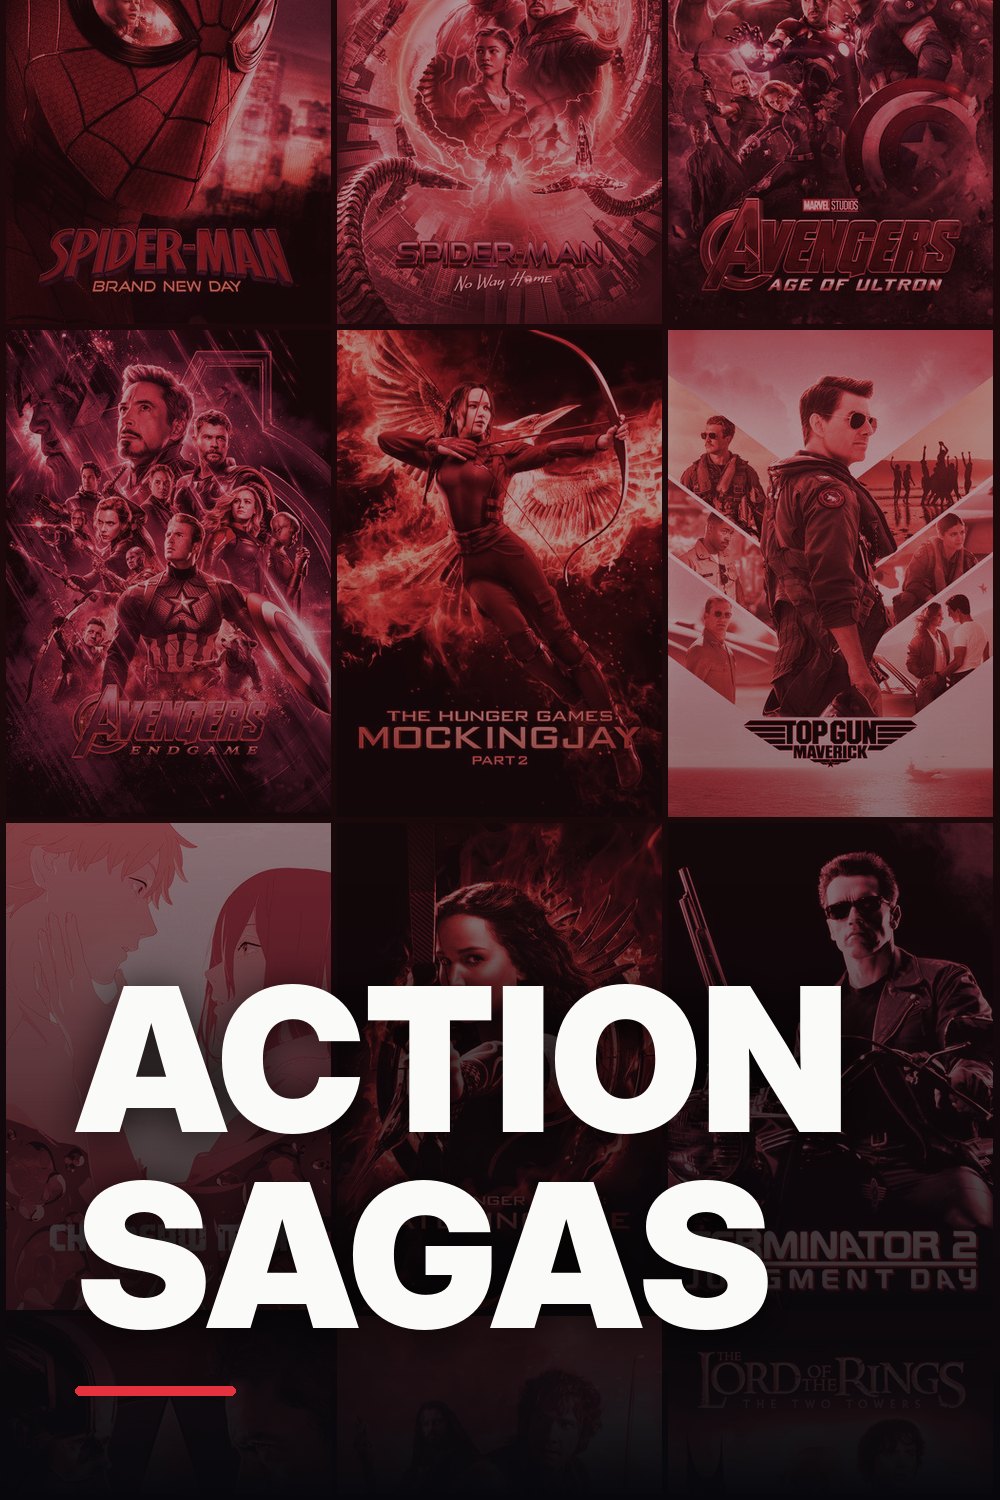 SPIDER-MAN
BRAND NEW DAY
SPIDER-MAN
No Way Home
MARVEL STUDIOS
AVENGERS
AGE OF ULTRON
AVENGERS
ENDGAME
THE HUNGER GAMES
MOCKINGJAY
PART 2
TOP GUN
MAVERICK
ACTION
SAGAS
TERMINATOR 2
JUDGMENT DAY
THE LORD OF THE RINGS
THE TWO TOWERS